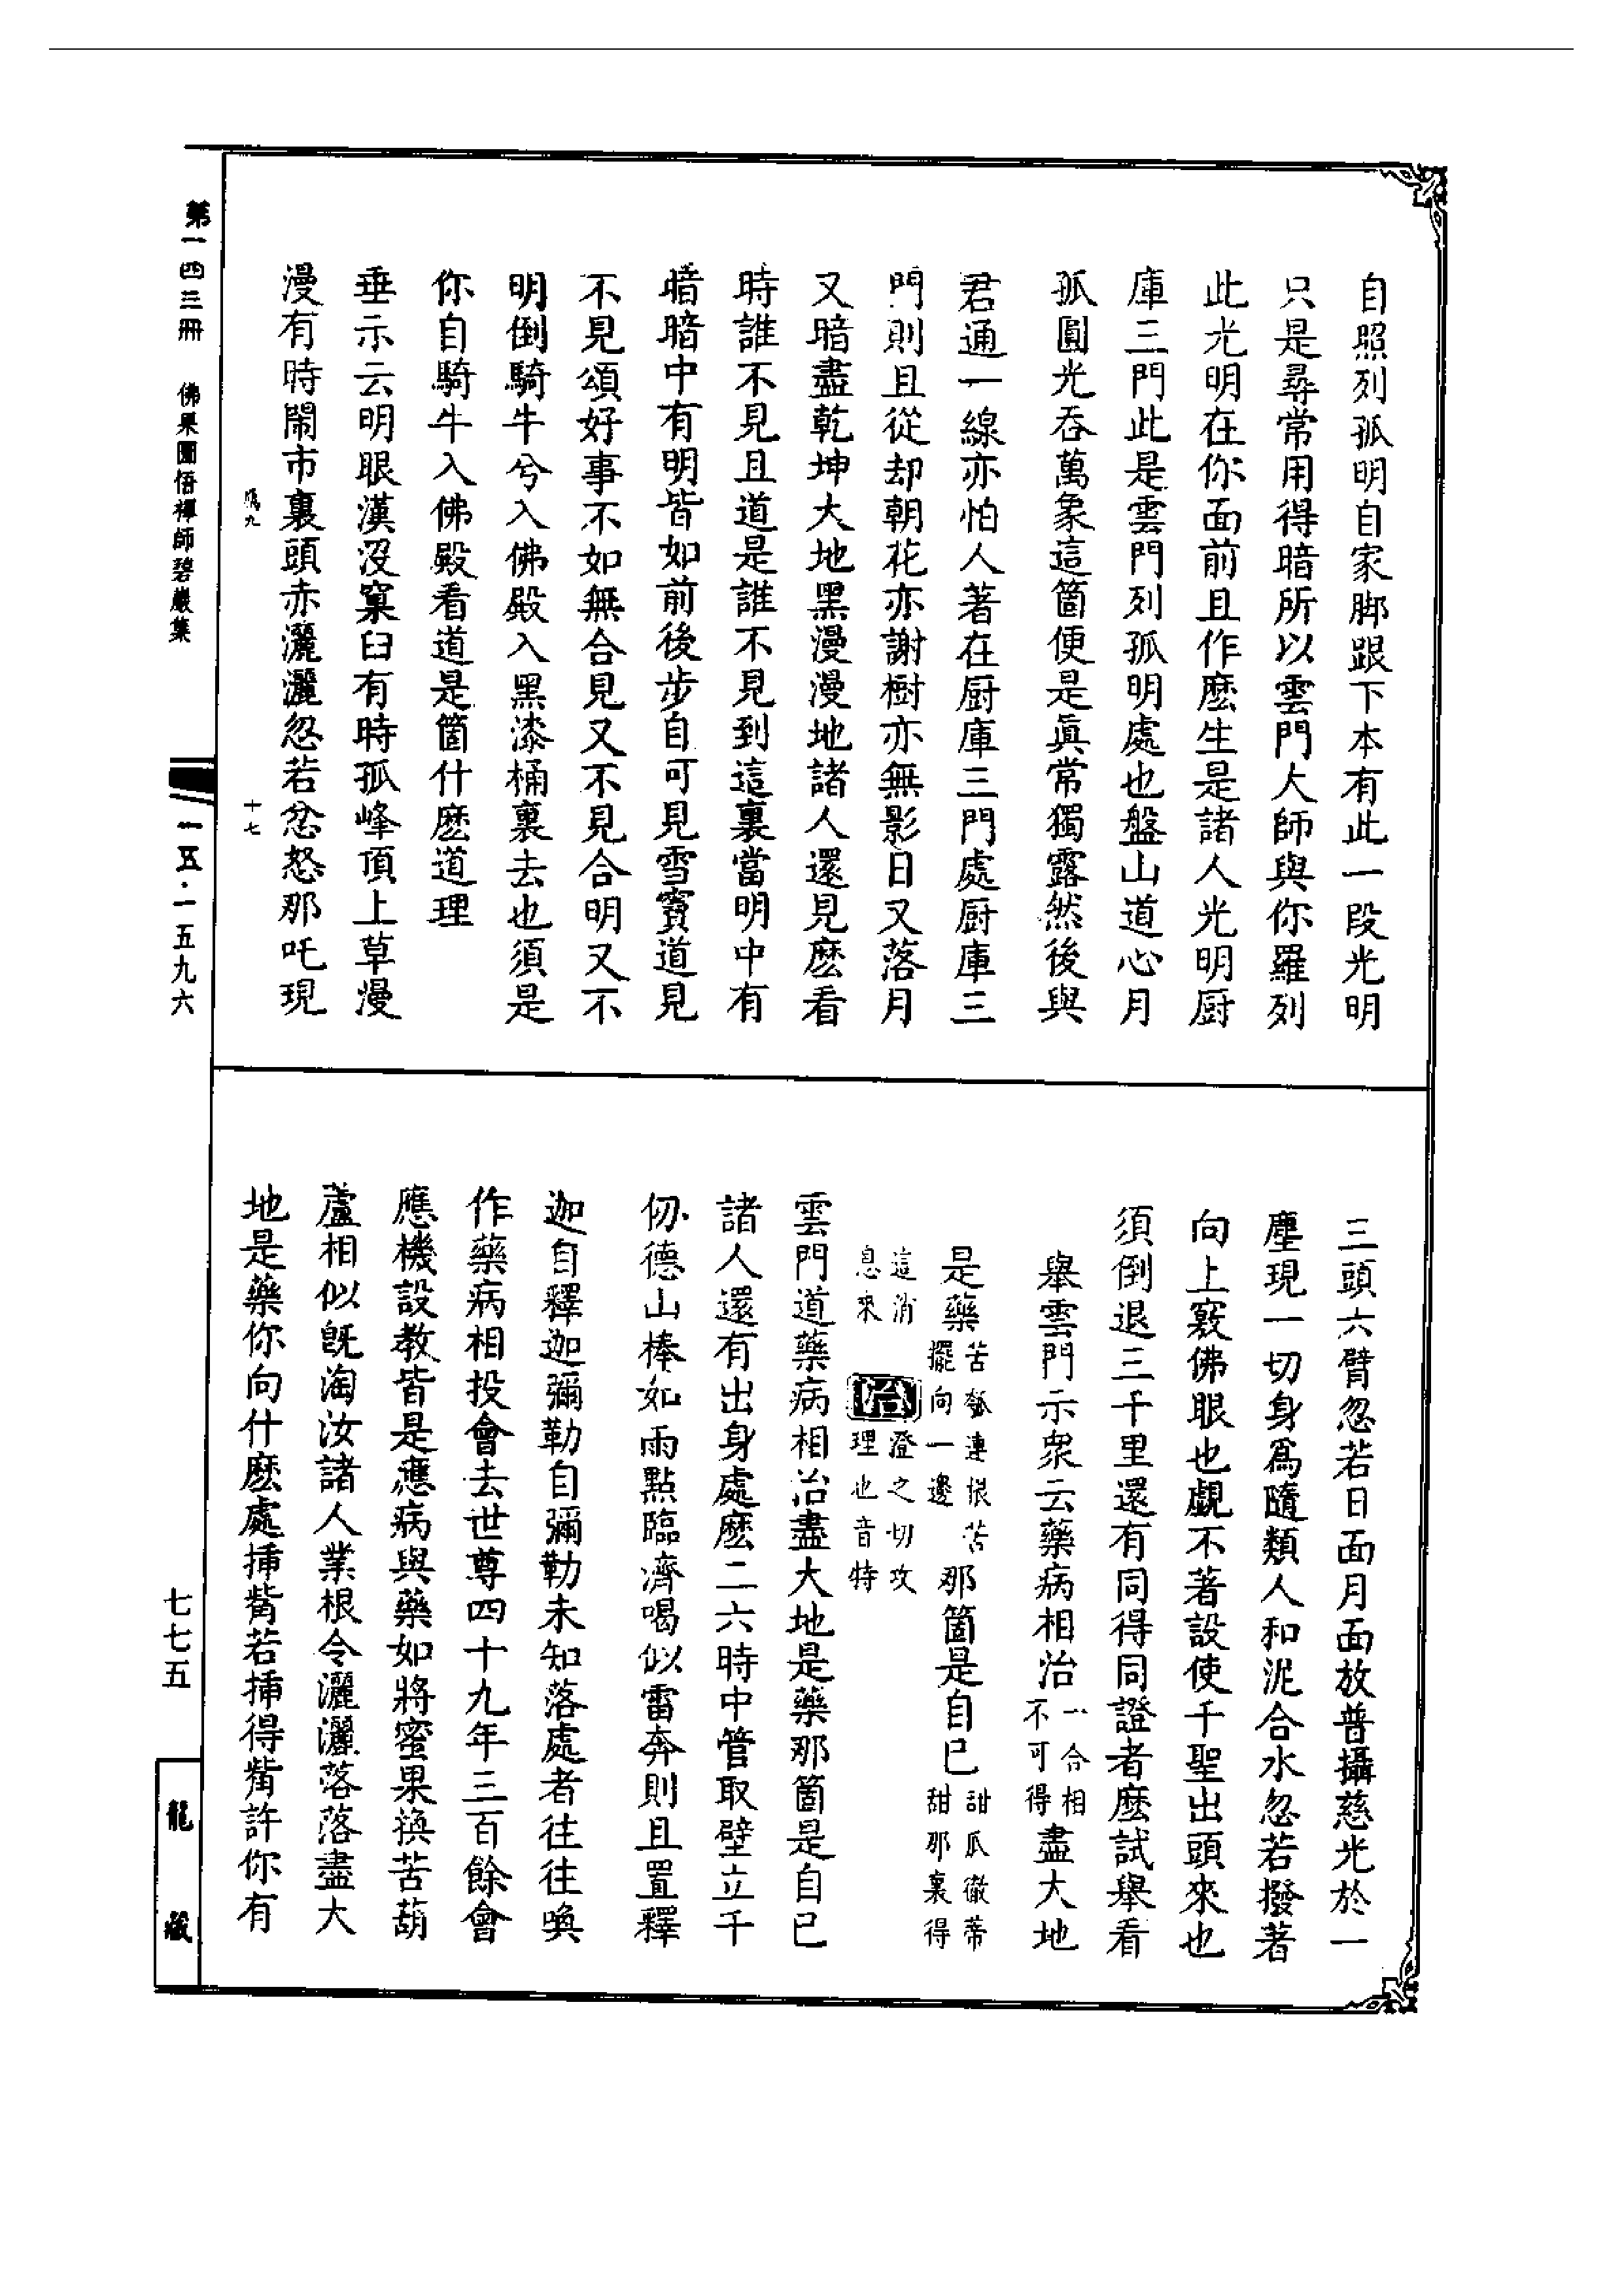 自照列孤明自家脚跟下本有此一段光明
只是尋常用得暗所以雲門大師與你羅列
此光明在你面前且作麽生是諸人光明厨
庫三門此是雲門列孤明處也盤山道心月
孤圓光吞萬象這箇便是眞常獨露然後與
君通一線亦怕人著在厨庫三門處厨庫三
門則且從却朝花亦謝樹亦無影日又落月
又暗盡乾坤大地黑漫漫地諸人還見麽看
時誰不見且道是誰不見到這裏當明中有
暗暗中有明皆如前後步自可見雪竇道見
不見頌好事不如無合見又不見合明又不
明倒騎牛兮入佛殿入黑漆桶裏去也須是
你自騎牛入佛殿看道是箇什麽道理
垂示云明眼漢沒窠臼有時孤峰頂上草漫
漫有時閙市裏頭赤灑灑忽若忿怒那吒現
三頭六臂忽若日面月面放普攝慈光於一
塵現一切身爲隨類人和泥合水忽若撥著
向上竅佛眼也覷不著設使千聖出頭來也
須倒退三千里還有同得同證者麽試舉看
舉雲門示衆云藥病相治一合相不可得盡大地
是藥苦瓠連根苦擺向一邊那箇是自己甜瓜徹蒂甜那裏得
這消息來
治澄之切攻理也音特
雲門道藥病相治盡大地是藥那箇是自己
諸人還有出身處麽二六時中管取壁立千
仞德山棒如雨點臨濟喝似雷奔則且置釋
迦自釋迦彌勒自彌勒未知落處者往往喚
作藥病相投會去世尊四十九年三百餘會
應機設教皆是應病與藥如將蜜果換苦葫
蘆相似旣淘汝諸人業根令灑灑落落盡大
地是藥你向什麽處揷觜若揷得觜許你有
第一四三冊 佛果圜悟禪師碧巖集
九
十七
一五九六
七七五
龍藏